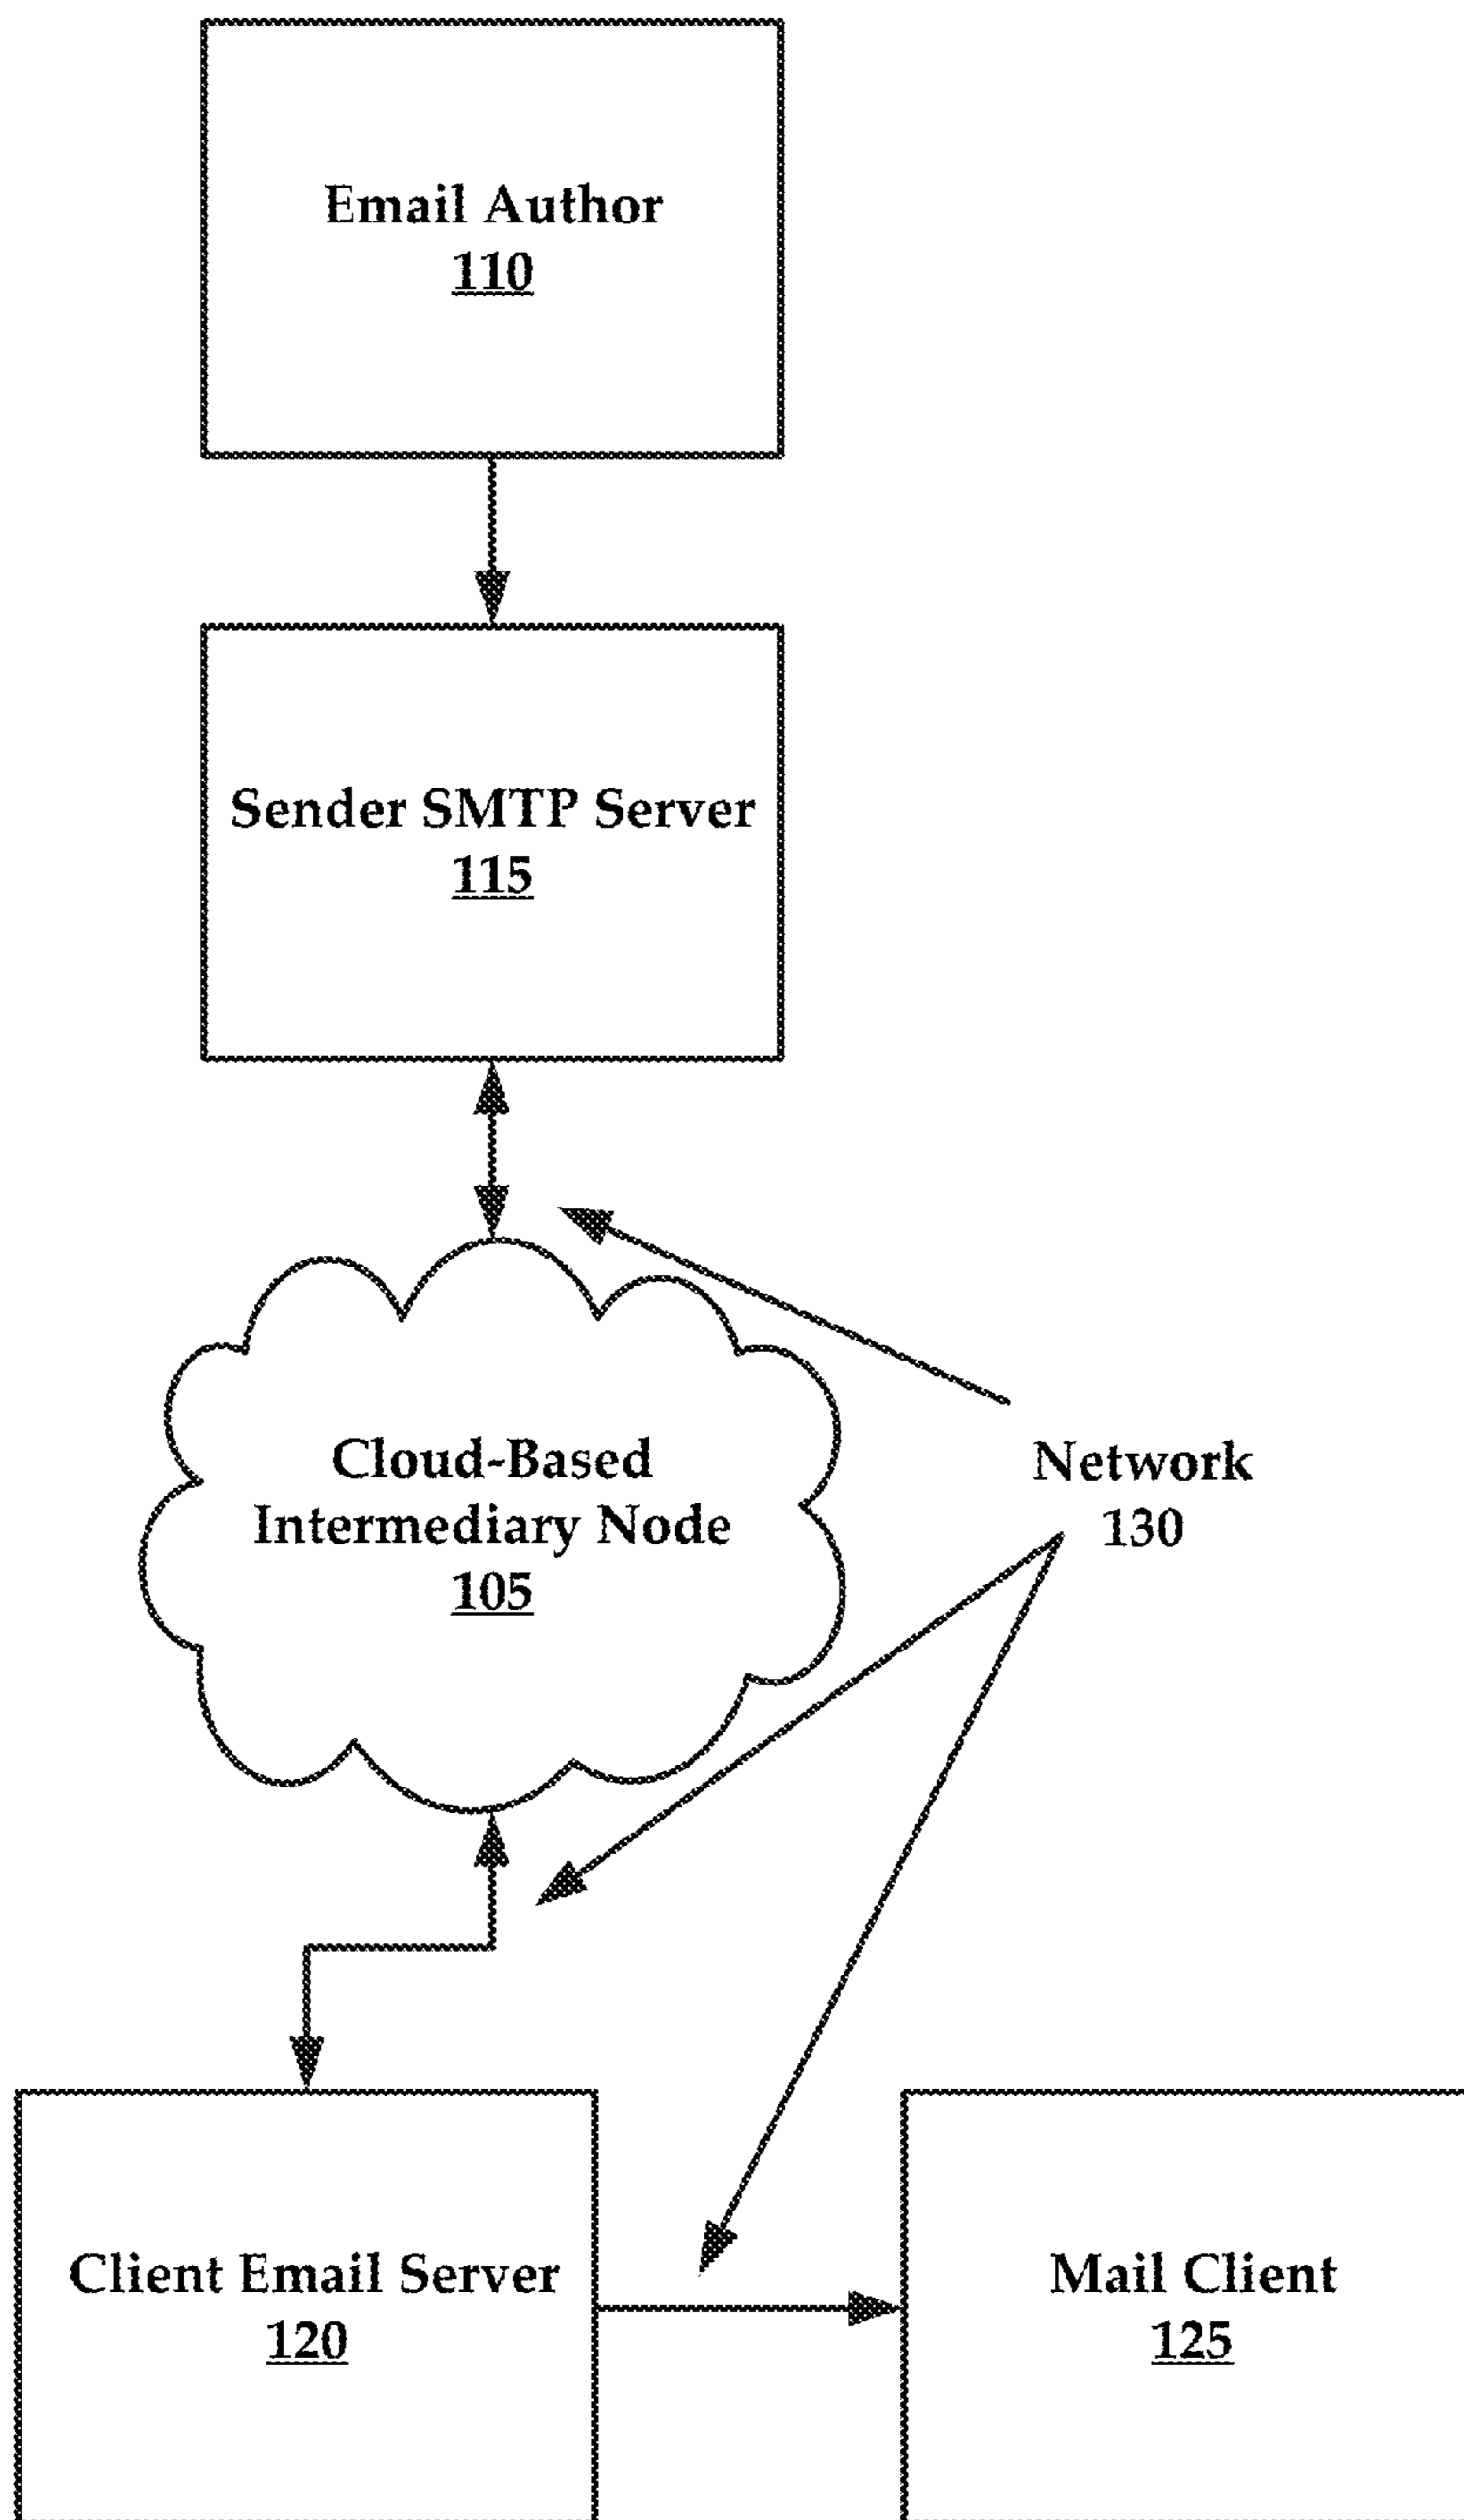 Email Author
110
Sender SMTP Server
115
Cloud-Based
Intermediary Node
105
Network
130
Client Email Server
120
Mail Client
125